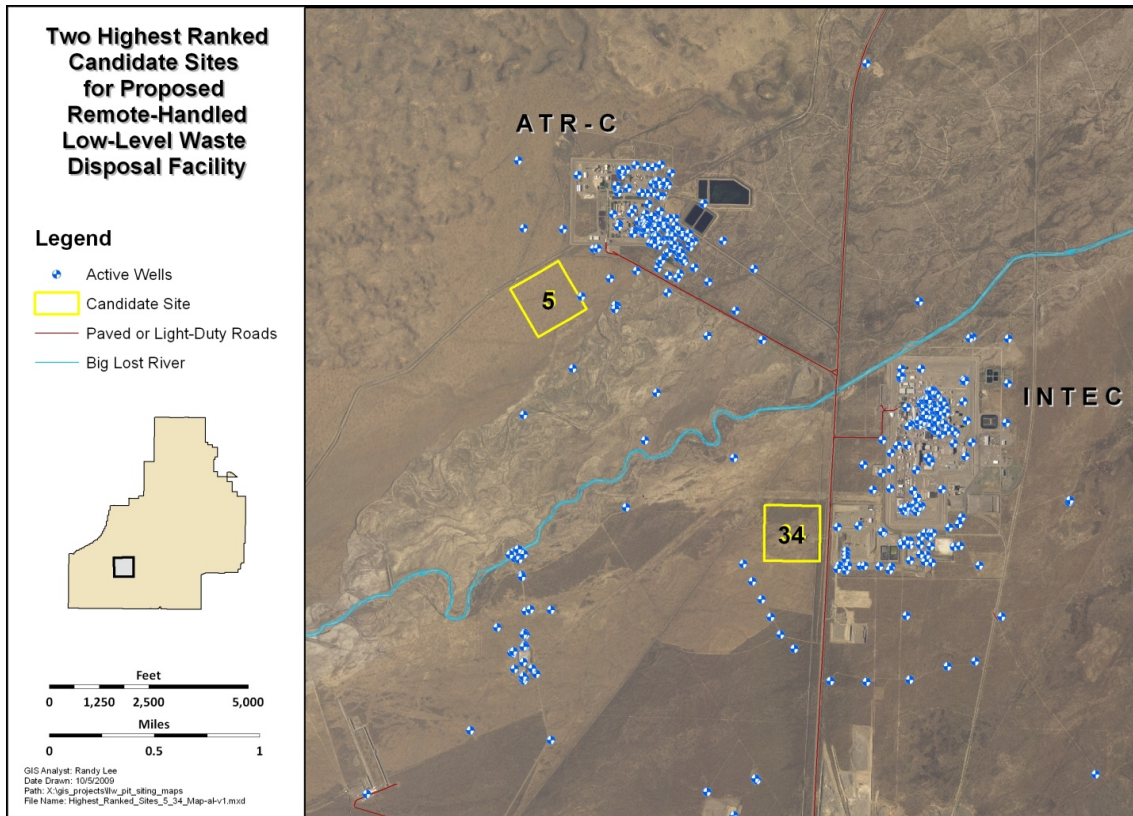 Two Highest Ranked
Candidate Sites
for Proposed
Remote-Handled
Low-Level Waste
Disposal Facility
Legend
Active Wells
Candidate Site
Paved or Light-Duty Roads
Big Lost River
Feet
0 1,250 2,500 5,000
Miles
0 0.5 1
GIS Analyst: Randy Lee
Date Drawn: 10/5/2009
Path: X:\gis_projects\llw_pit_siting_maps
File Name: Highest_Ranked_Sites_5_34_Map-al-v1.mxd
ATR-C
5
INTEC
34